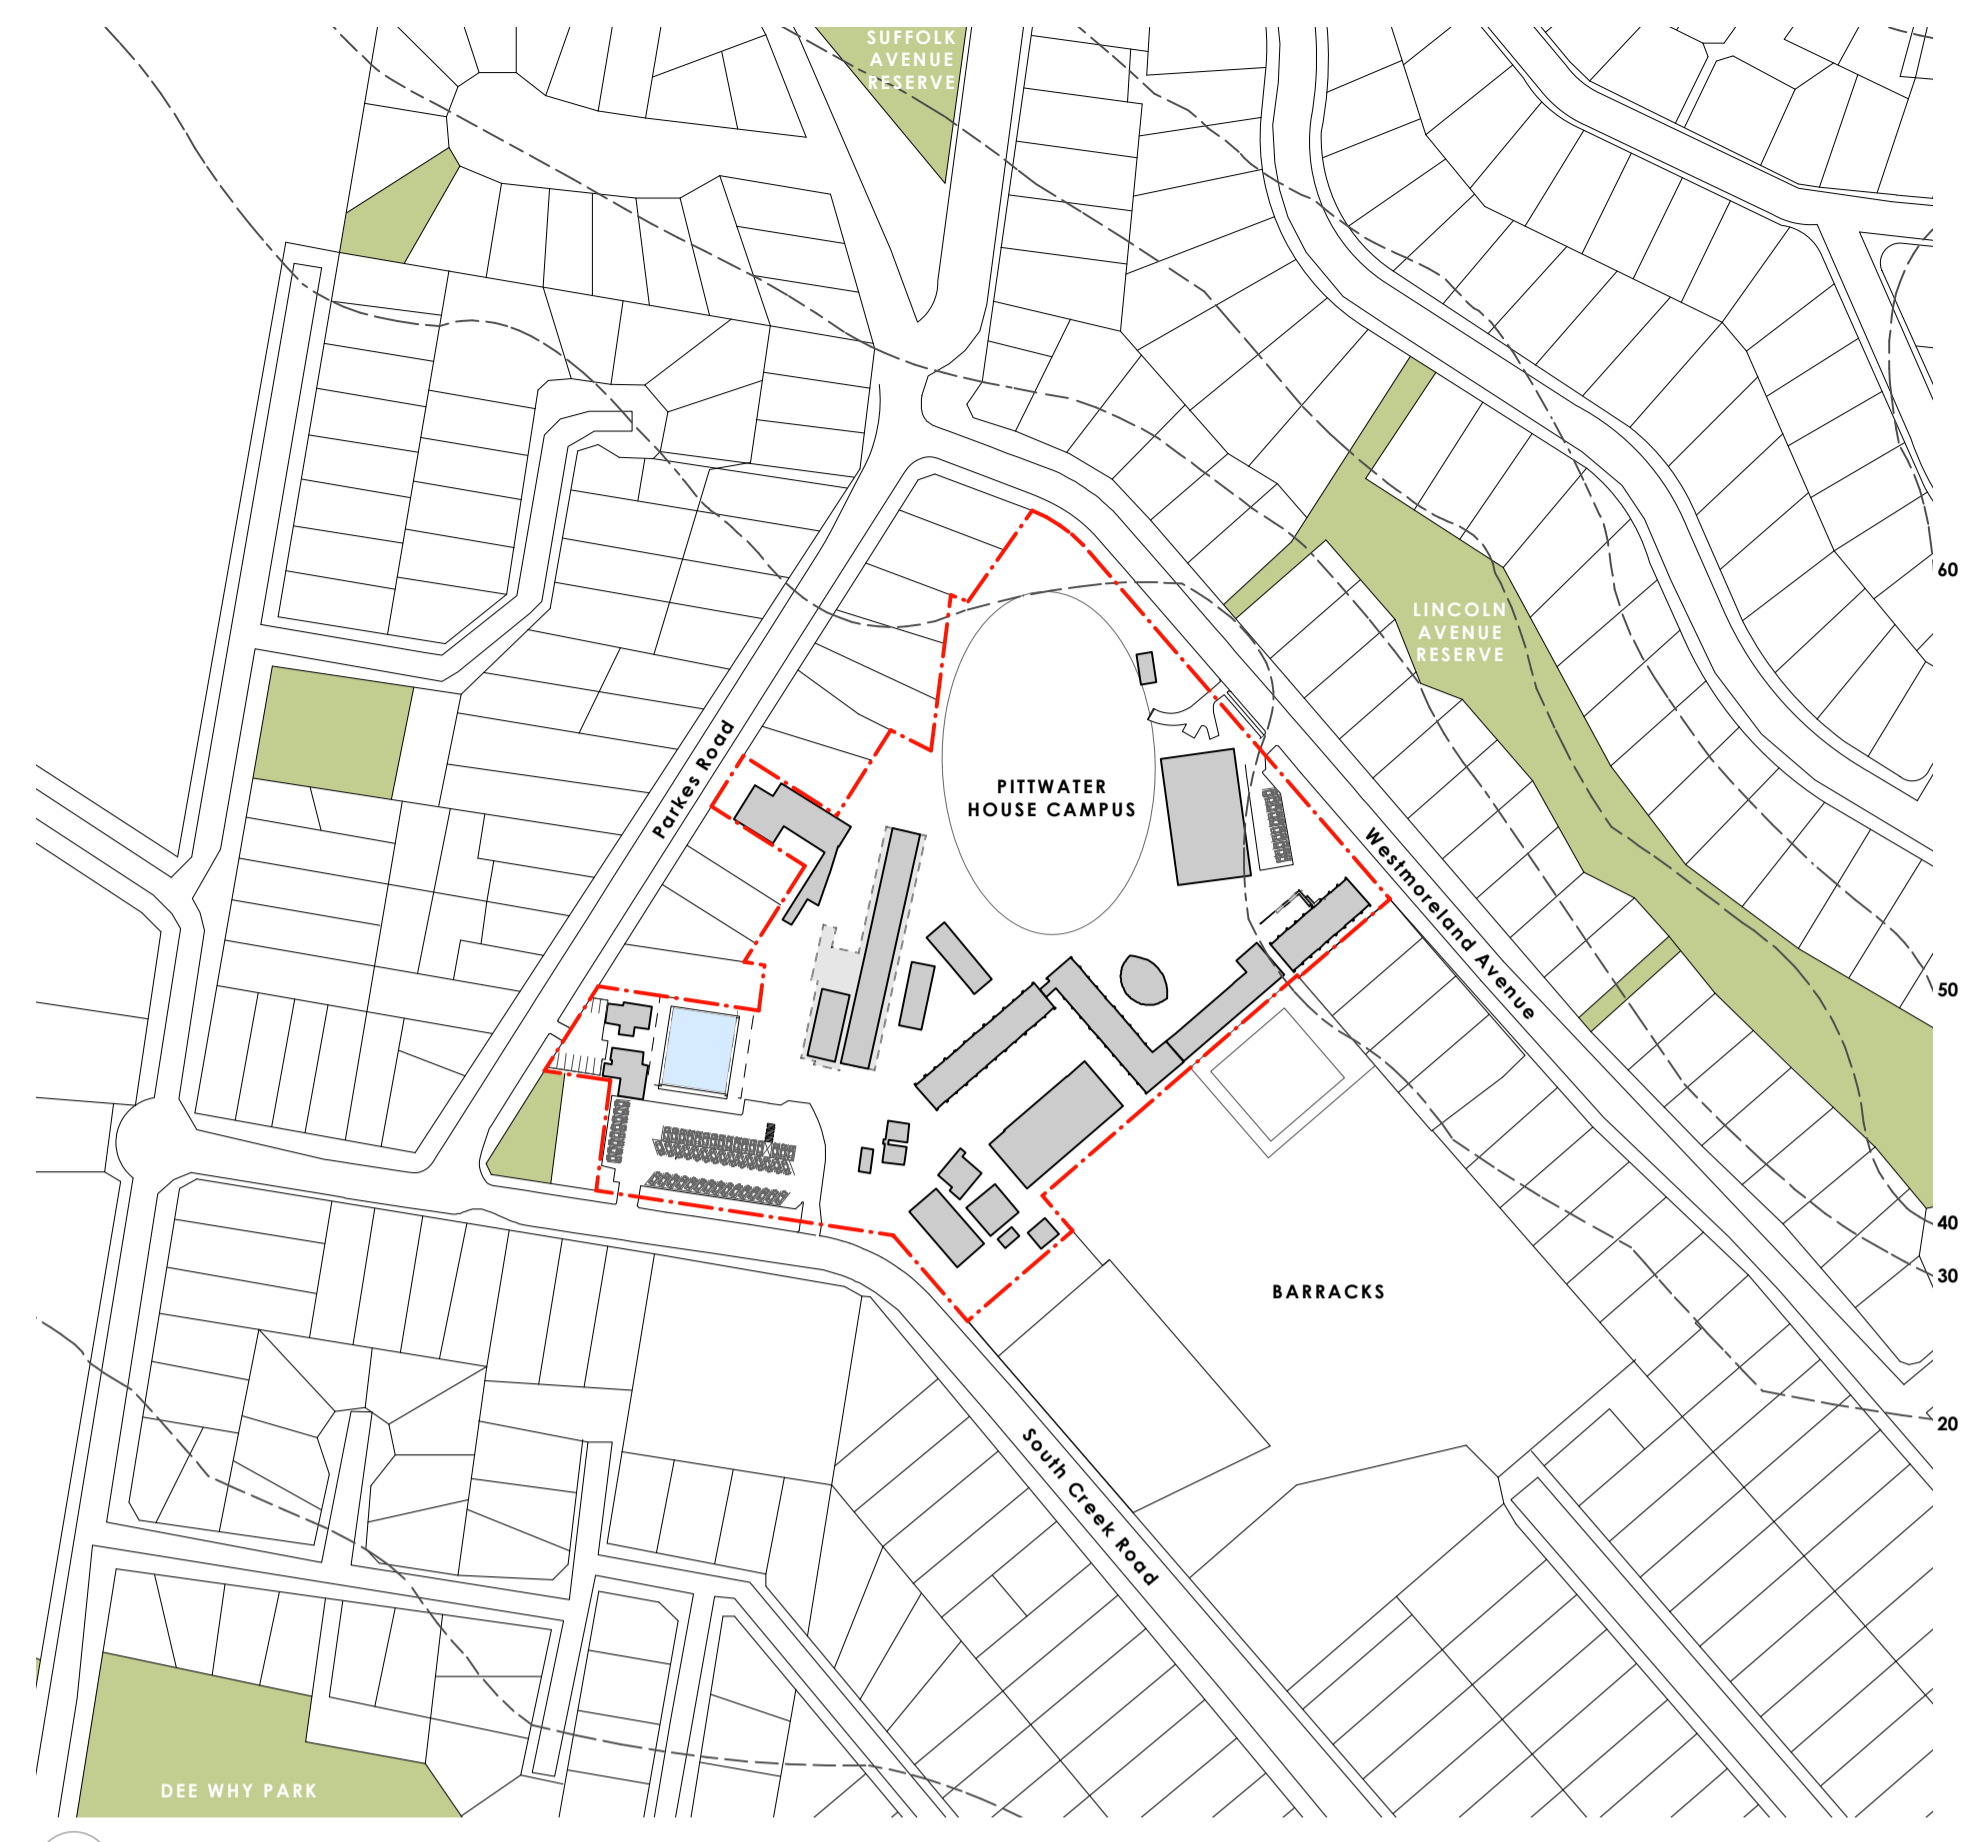 SUFFOLK
AVENUE
RESERVE
60
LINCOLN
AVENUE
RESERVE
Parkes Road
PITTWATER
HOUSE CAMPUS
Westmoreland Avenue
50
40
30
BARRACKS
20
South Creek Road
DEE WHY PARK